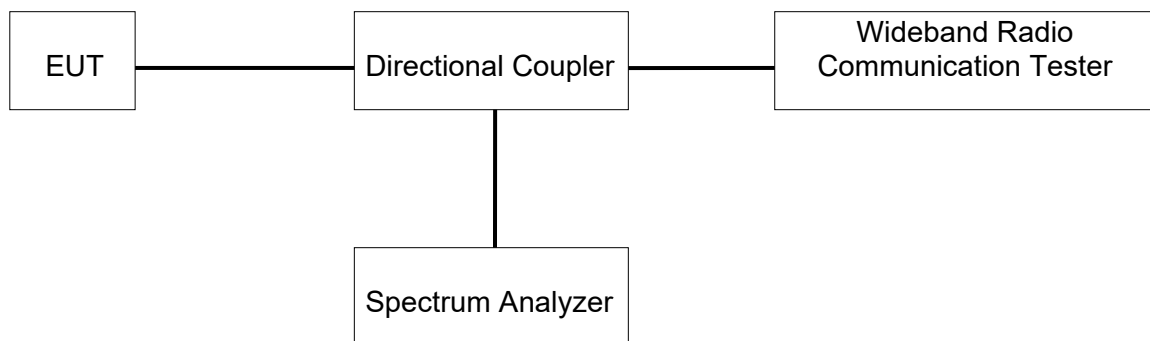 EUT
Directional Coupler
Wideband Radio
Communication Tester
Spectrum Analyzer